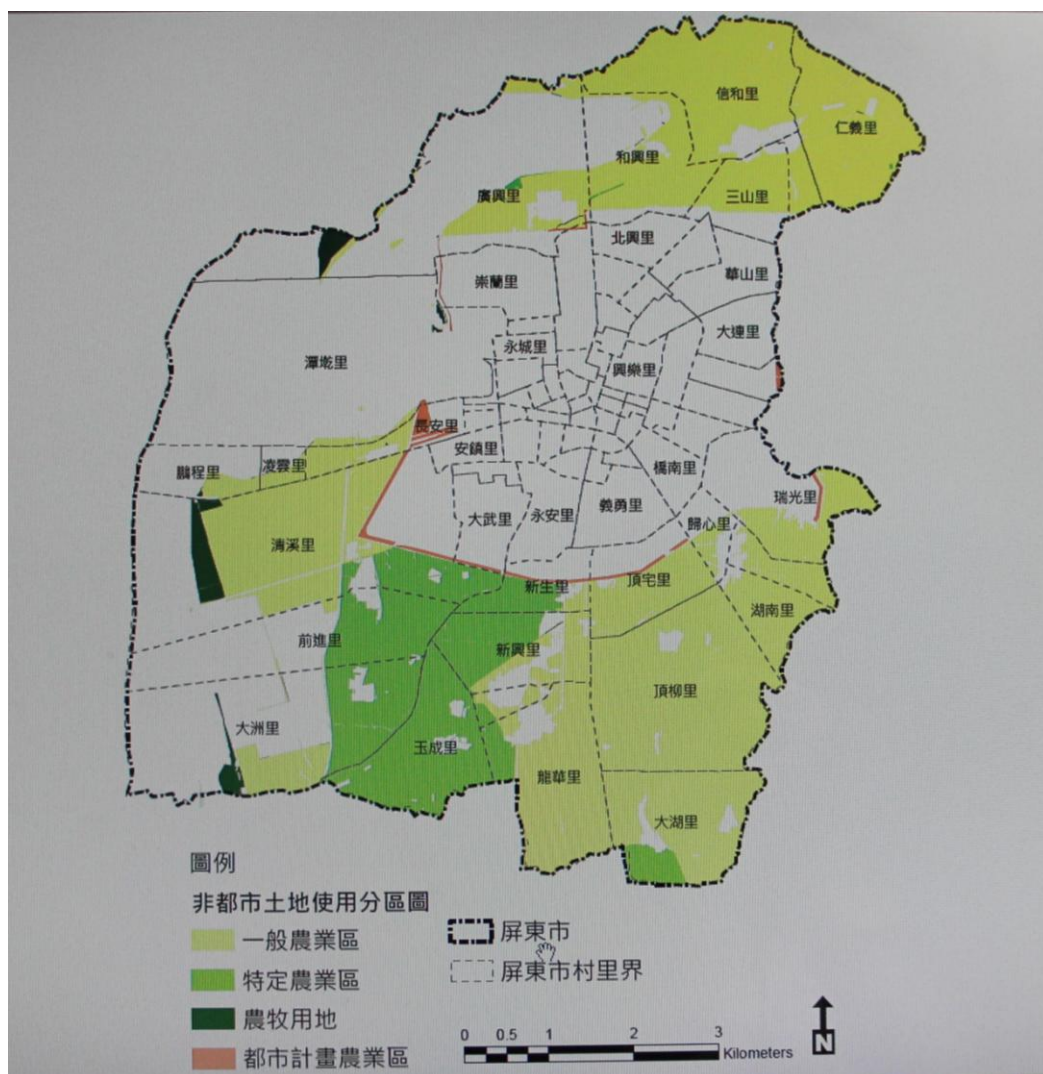 信和里
仁義里
和興里
三山里
廣興里
北興里
崇蘭里
華山里
大連里
永城里
興樂里
潭墘里
長安里
安鎮里
鵬程里
凌雲里
橋南里
瑞光里
大武里
永安里
義勇里
歸心里
清溪里
新生里
頂宅里
湖南里
前進里
新興里
頂柳里
大洲里
玉成里
龍華里
大湖里
圖例
非都市土地使用分區圖
一般農業區
特定農業區
農牧用地
都市計畫農業區
屏東市
屏東市村里界
0 0.5 1 2 3
Kilometers
N